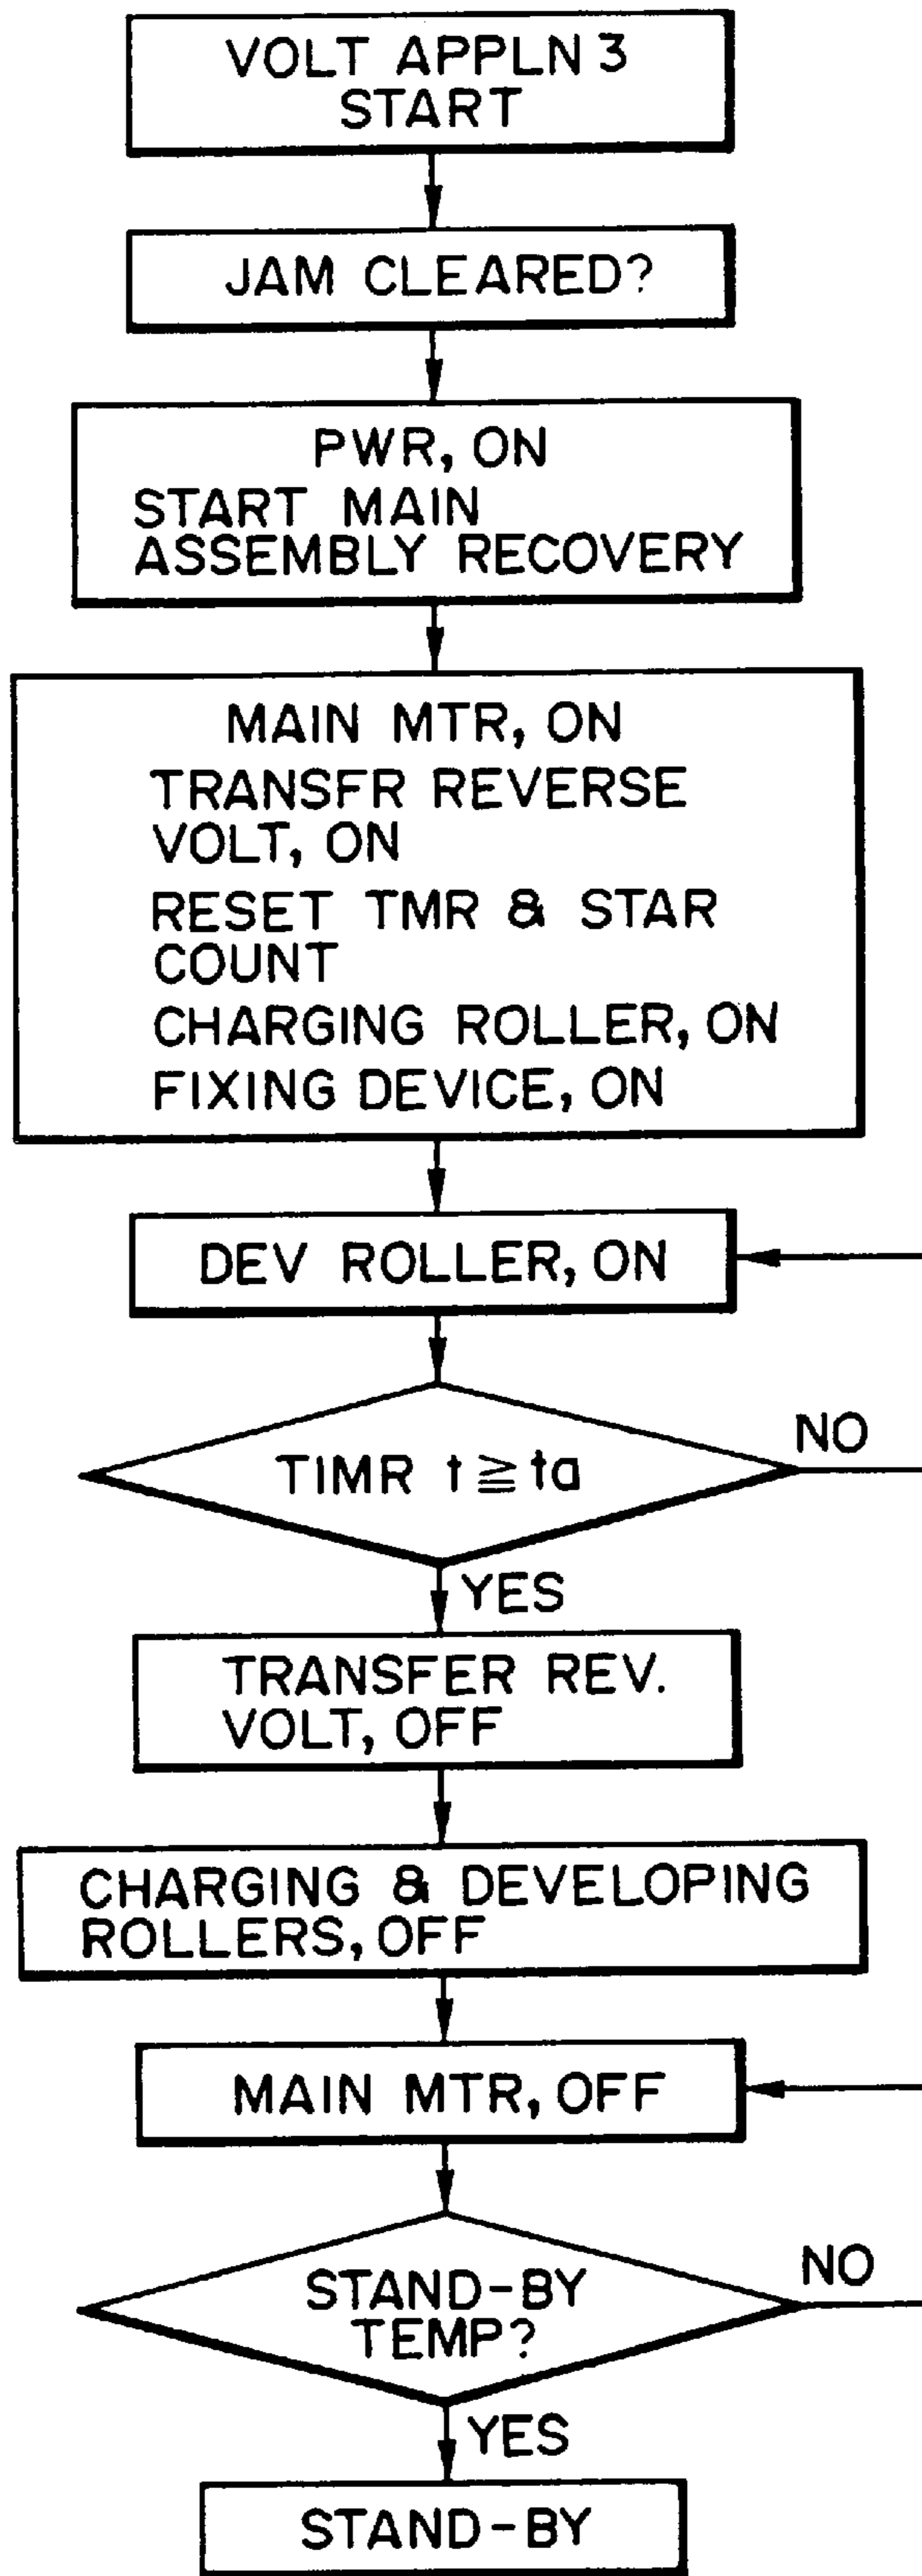 VOLT APPLN 3
START
JAM CLEARED?
PWR, ON
START MAIN
ASSEMBLY RECOVERY
MAIN MTR, ON
TRANSFR REVERSE
VOLT, ON
RESET TMR & STAR
COUNT
CHARGING ROLLER, ON
FIXING DEVICE, ON
DEV ROLLER, ON
TIMR t ≧ ta
NO
YES
TRANSFER REV.
VOLT, OFF
CHARGING & DEVELOPING
ROLLERS, OFF
MAIN MTR, OFF
STAND-BY
TEMP?
NO
YES
STAND-BY